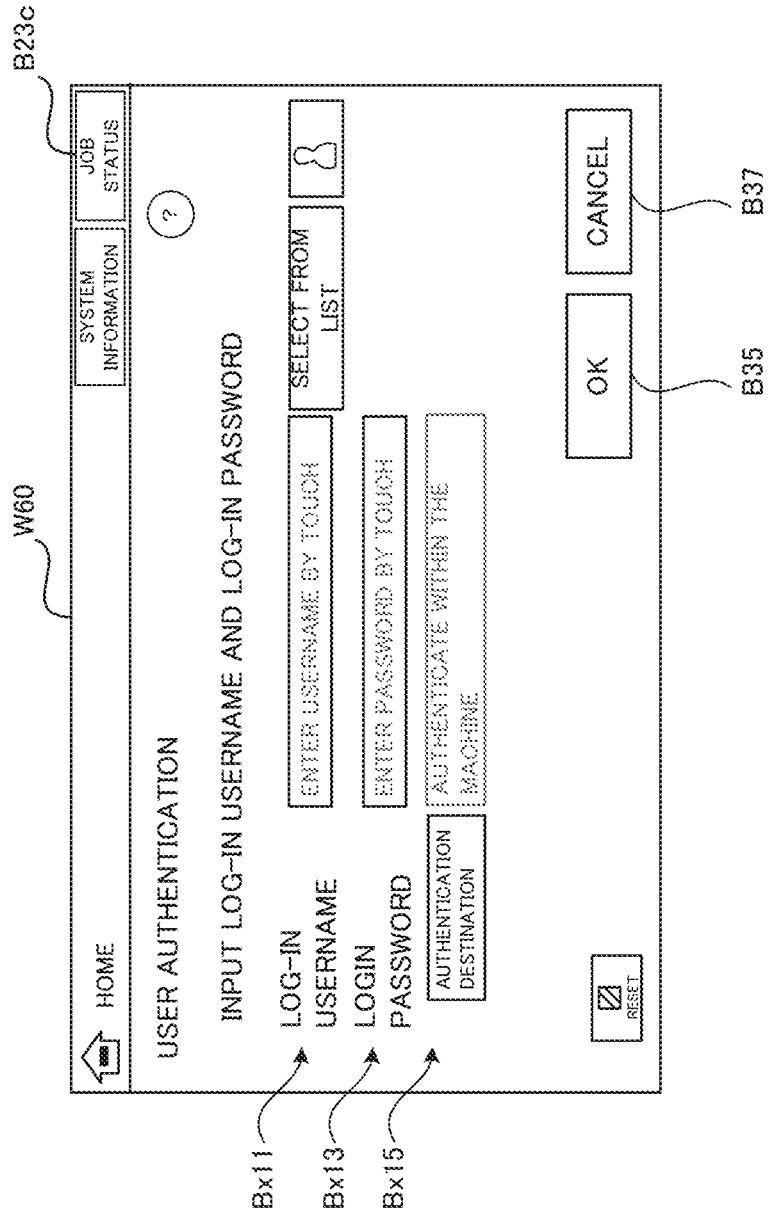 W60
B23c
HOME
SYSTEM
INFORMATION
JOB
STATUS
USER AUTHENTICATION
?
INPUT LOG-IN USERNAME AND LOG-IN PASSWORD
Bx11
LOG-IN
USERNAME
ENTER USERNAME BY TOUCH
SELECT FROM
LIST
Bx13
LOGIN
PASSWORD
ENTER PASSWORD BY TOUCH
Bx15
AUTHENTICATION
DESTINATION
AUTHENTICATE WITHIN THE
MACHINE
RESET
OK
CANCEL
B35
B37